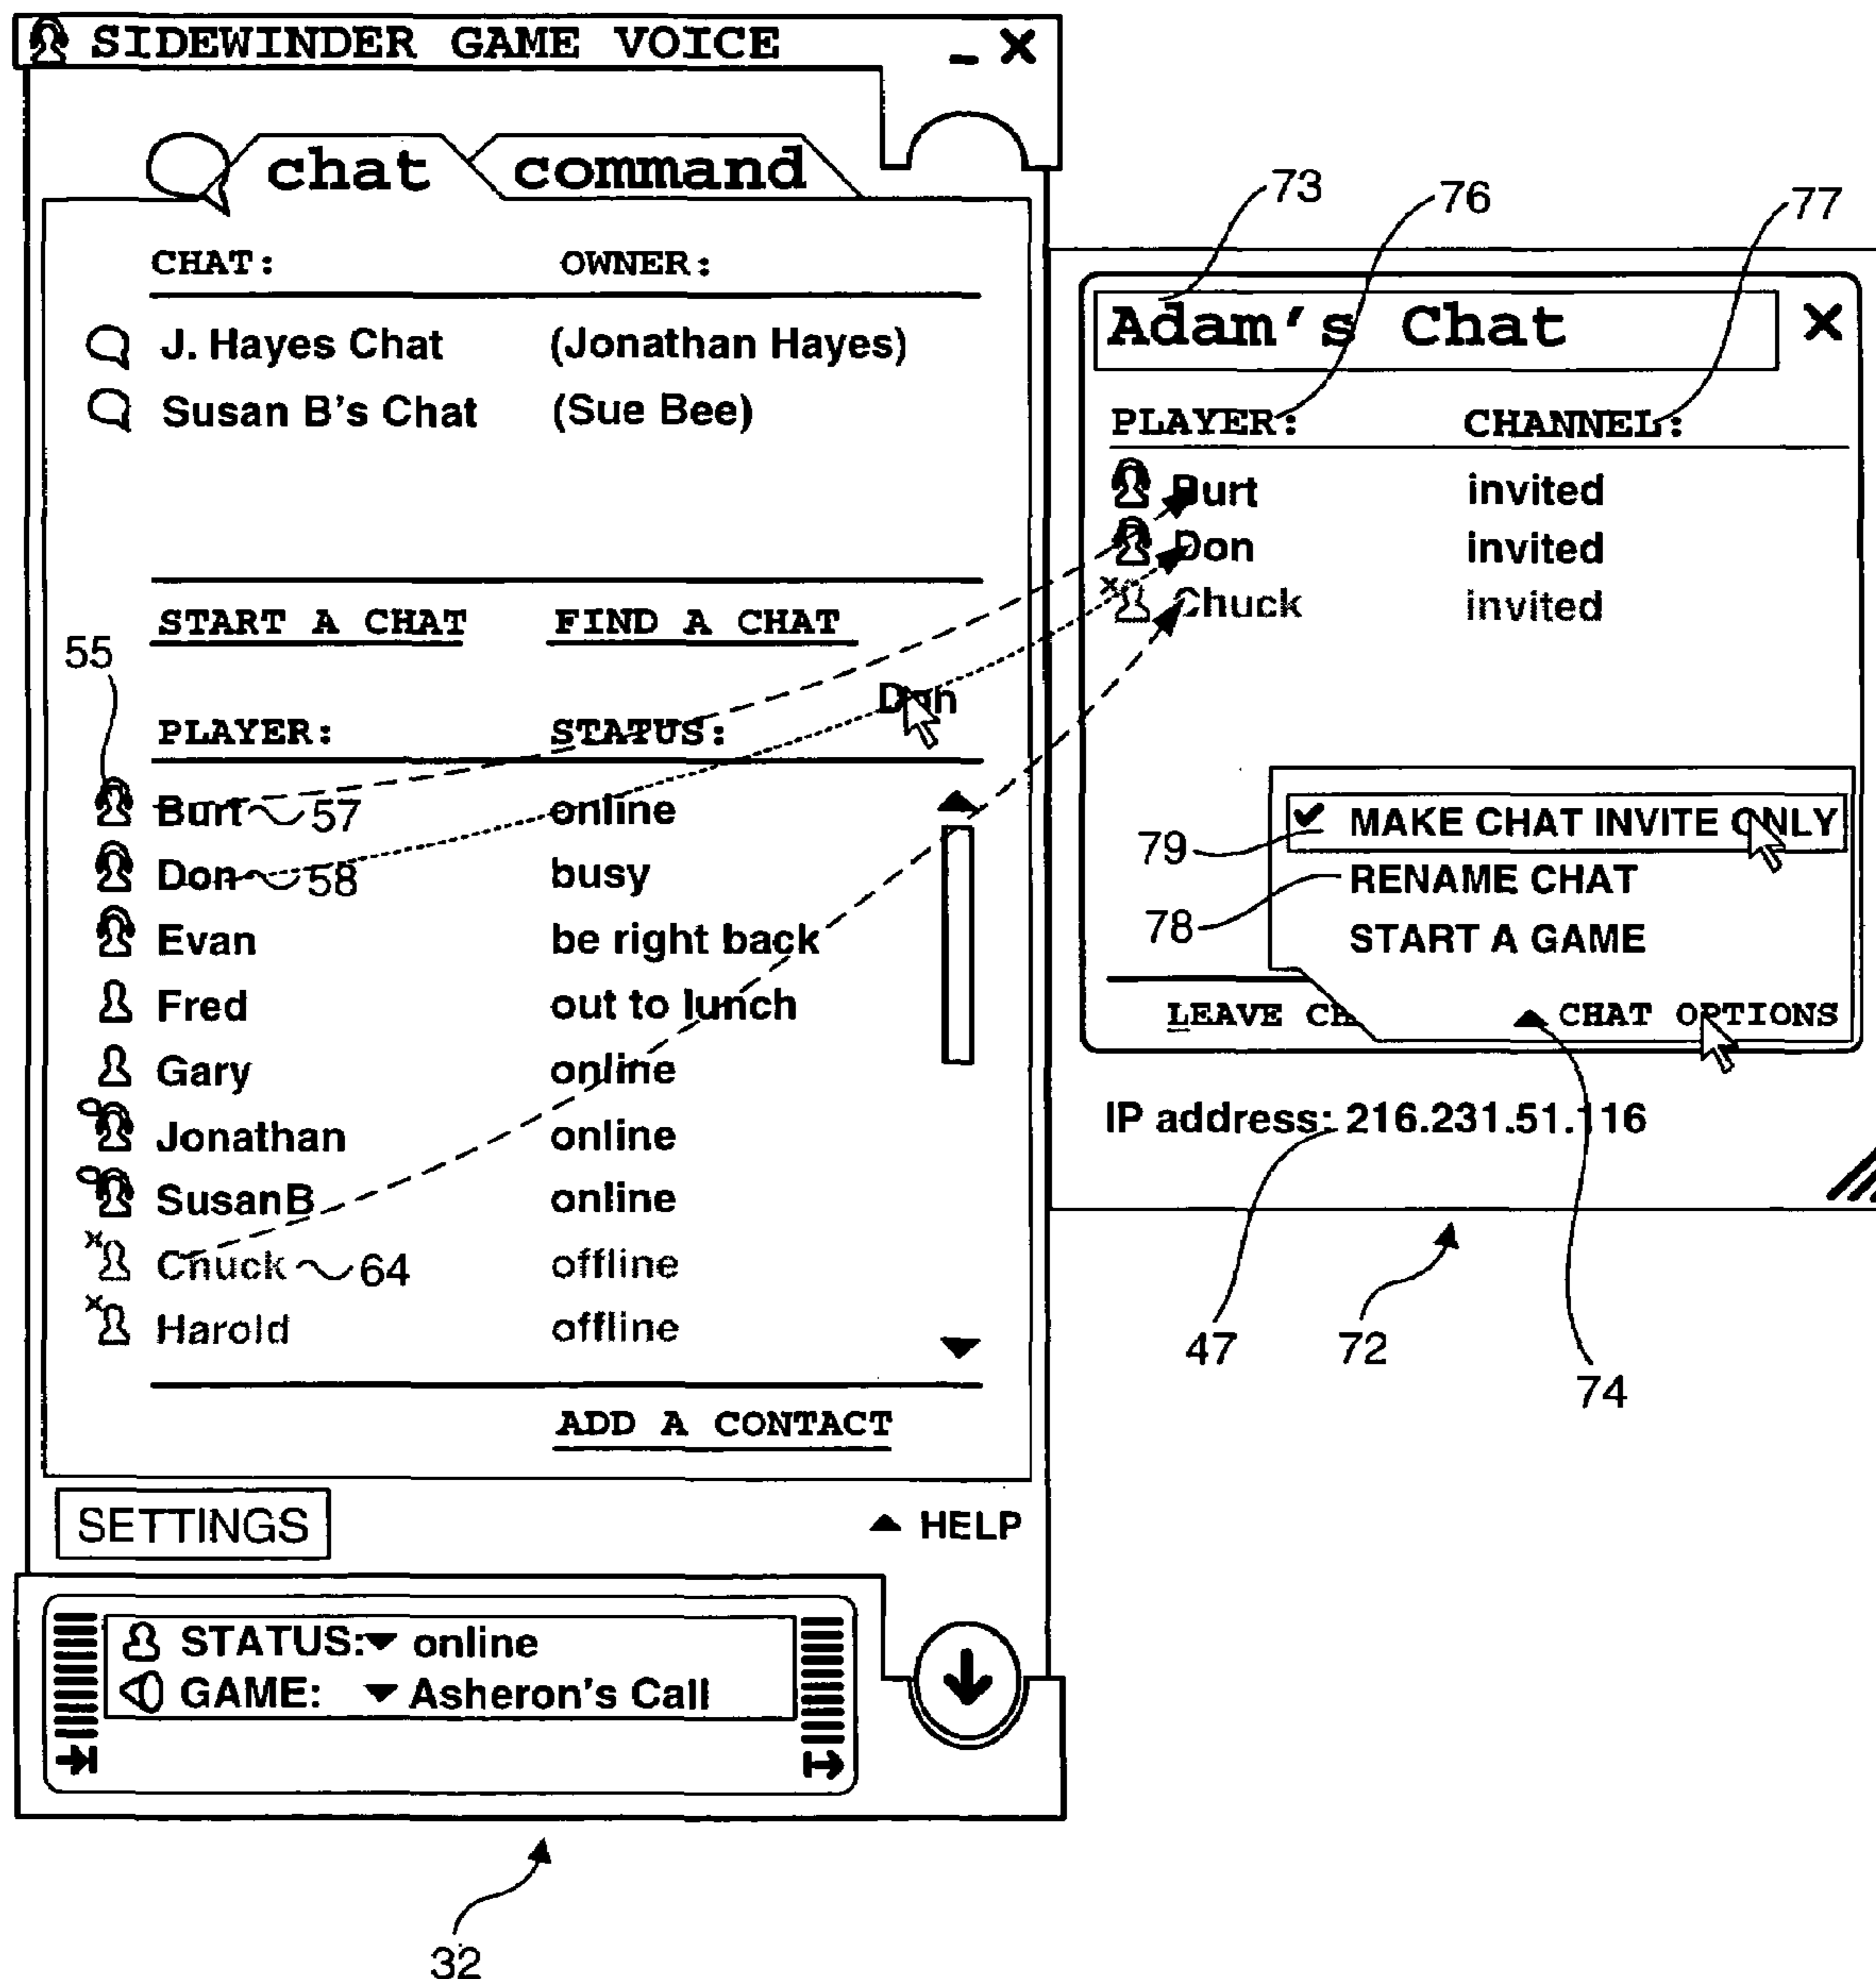 SIDEWINDER GAME VOICE
chat command
CHAT: OWNER:
J. Hayes Chat (Jonathan Hayes)
Susan B's Chat (Sue Bee)
START A CHAT FIND A CHAT
55
Don
PLAYER: STATUS:
Burt 57 online
Don 58 busy
Evan be right back
Fred out to lunch
Gary online
Jonathan online
SusanB online
Chuck 64 offline
Harold offline
ADD A CONTACT
SETTINGS HELP
STATUS: online
GAME: Asheron's Call
32
73 76 77
Adam's Chat
PLAYER: CHANNEL:
Burt invited
Don invited
Chuck invited
79 MAKE CHAT INVITE ONLY
78 RENAME CHAT
START A GAME
LEAVE CH CHAT OPTIONS
IP address: 216.231.51.116
47 72 74